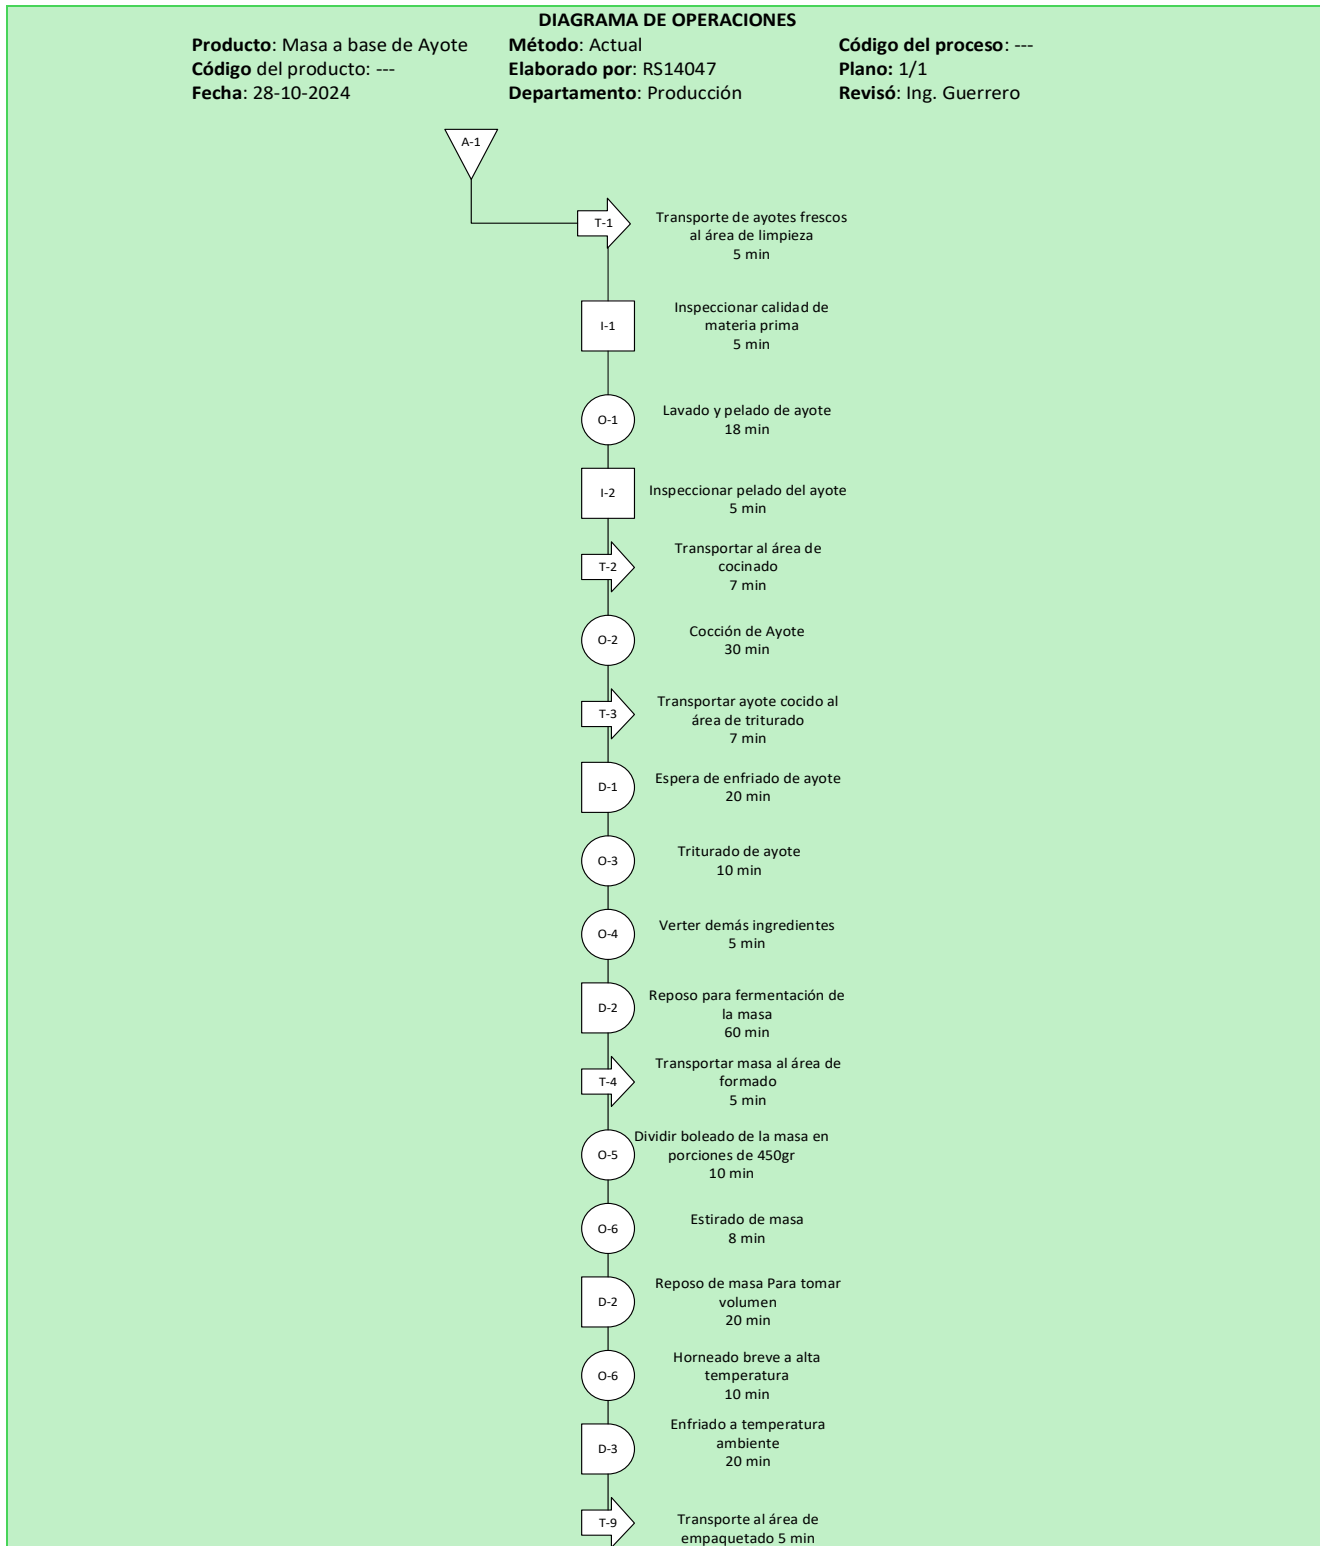 DIAGRAMA DE OPERACIONES
Producto: Masa a base de Ayote
Código del producto: ---
Fecha: 28-10-2024
Método: Actual
Elaborado por: RS14047
Departamento: Producción
Código del proceso: ---
Plano: 1/1
Revisó: Ing. Guerrero
A-1
T-1
Transporte de ayotes frescos
al área de limpieza
5 min
I-1
Inspeccionar calidad de
materia prima
5 min
O-1
Lavado y pelado de ayote
18 min
I-2
Inspeccionar pelado del ayote
5 min
T-2
Transportar al área de
cocinado
7 min
O-2
Cocción de Ayote
30 min
T-3
Transportar ayote cocido al
área de triturado
7 min
D-1
Espera de enfriado de ayote
20 min
O-3
Triturado de ayote
10 min
O-4
Verter demás ingredientes
5 min
D-2
Reposo para fermentación de
la masa
60 min
T-4
Transportar masa al área de
formado
5 min
O-5
Dividir boleado de la masa en
porciones de 450gr
10 min
O-6
Estirado de masa
8 min
D-2
Reposo de masa Para tomar
volumen
20 min
O-6
Horneado breve a alta
temperatura
10 min
D-3
Enfriado a temperatura
ambiente
20 min
T-9
Transporte al área de
empaquetado 5 min